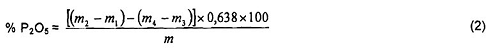 % P2O5 = [(m₂ − m₁) − (m₄ − m₃)] × 0,638 × 100 / m (2)